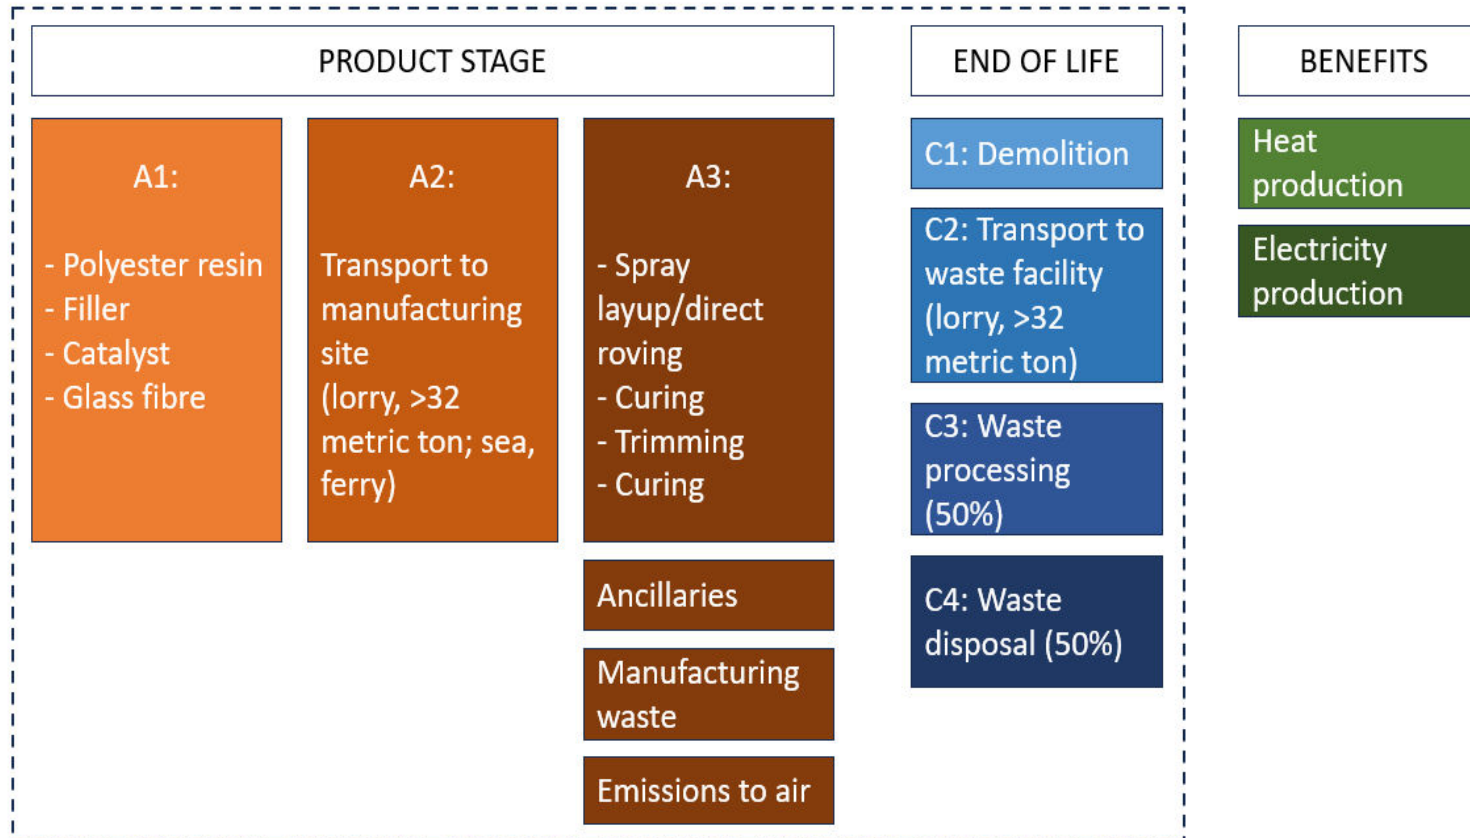 PRODUCT STAGE
A1:
- Polyester resin
- Filler
- Catalyst
- Glass fibre
A2:
Transport to
manufacturing
site
(lorry, >32
metric ton; sea,
ferry)
A3:
- Spray
layup/direct
roving
- Curing
- Trimming
- Curing
Ancillaries
Manufacturing
waste
Emissions to air
END OF LIFE
C1: Demolition
C2: Transport to
waste facility
(lorry, >32
metric ton)
C3: Waste
processing
(50%)
C4: Waste
disposal (50%)
BENEFITS
Heat
production
Electricity
production